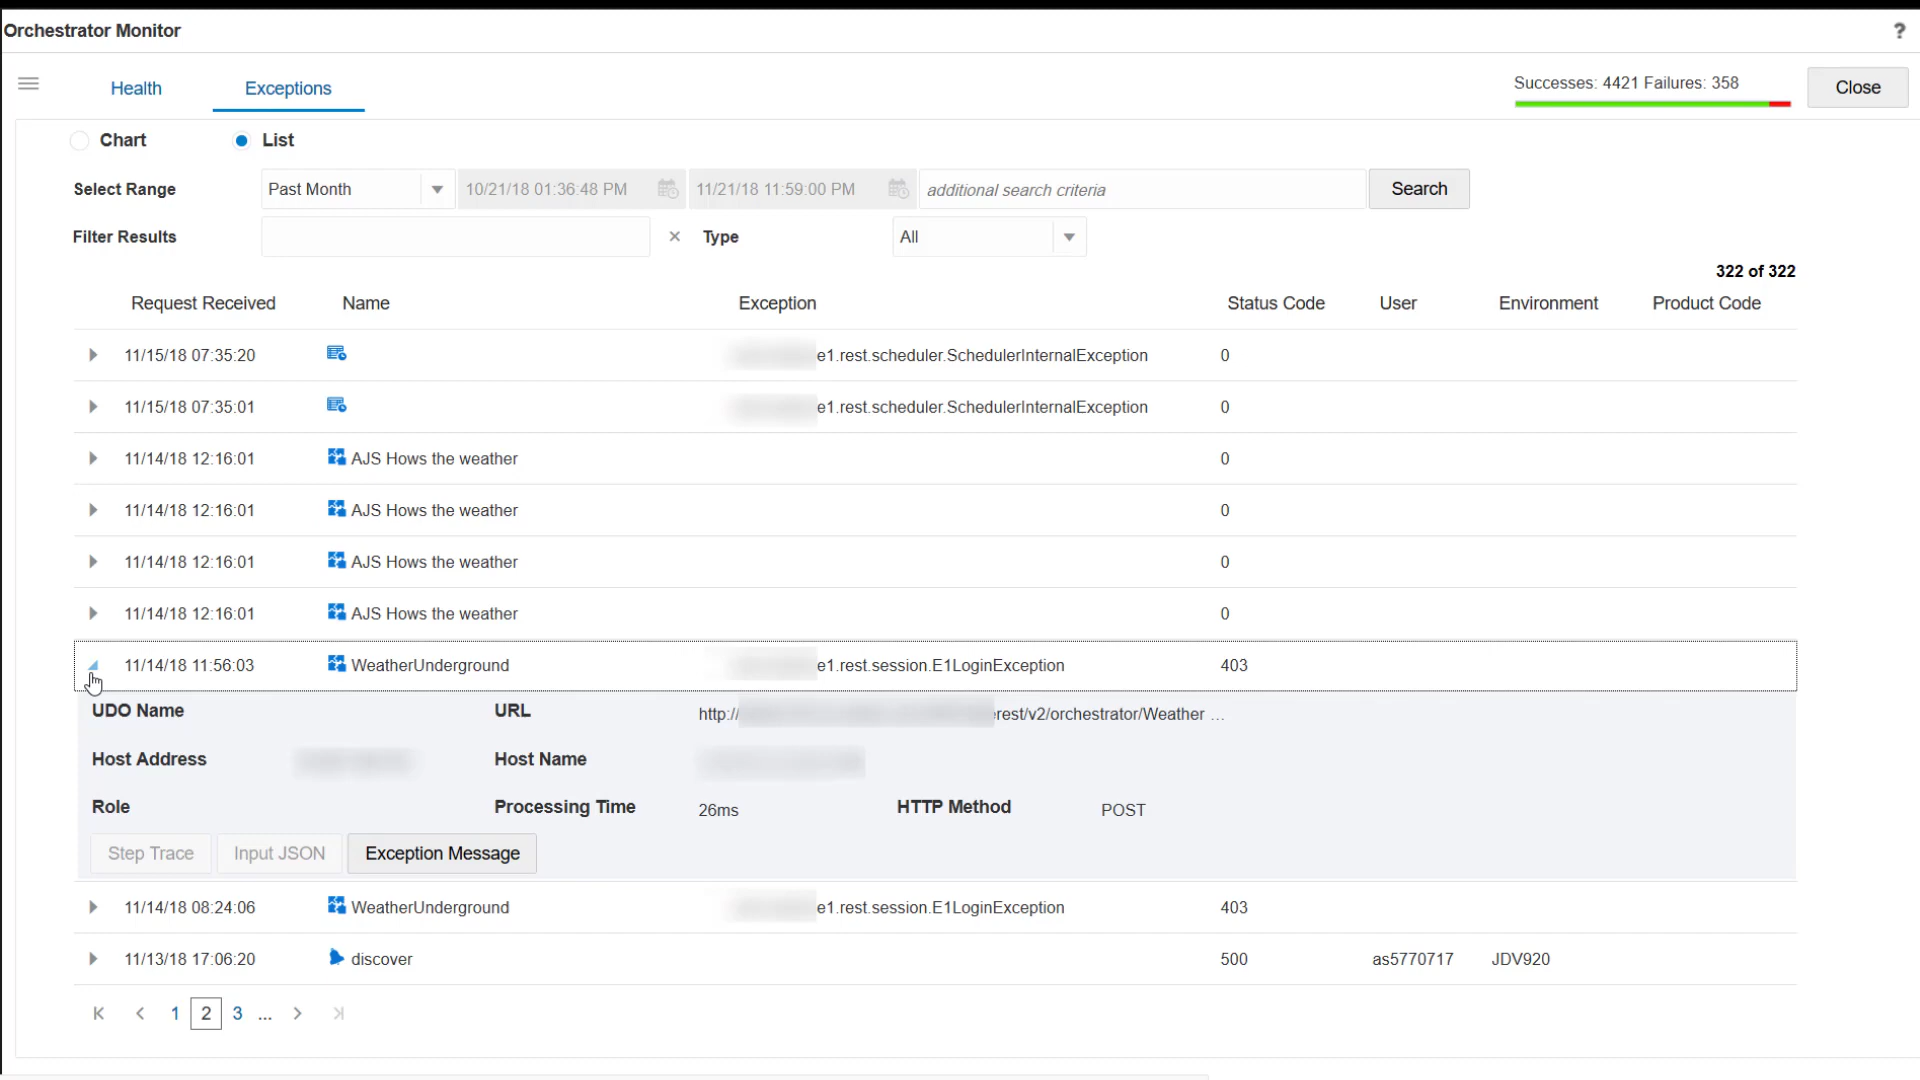 Orchestrator Monitor ?
Health Exceptions Successes: 4421 Failures: 358 Close
Chart List
Select Range Past Month 10/21/18 01:36:48 PM 11/21/18 11:59:00 PM additional search criteria Search
Filter Results × Type All
322 of 322
Request Received Name Exception Status Code User Environment Product Code
11/15/18 07:35:20 e1.rest.scheduler.SchedulerInternalException 0
11/15/18 07:35:01 e1.rest.scheduler.SchedulerInternalException 0
11/14/18 12:16:01 AJS Hows the weather 0
11/14/18 12:16:01 AJS Hows the weather 0
11/14/18 12:16:01 AJS Hows the weather 0
11/14/18 12:16:01 AJS Hows the weather 0
11/14/18 11:56:03 WeatherUnderground e1.rest.session.E1LoginException 403
UDO Name URL http:// rest/v2/orchestrator/Weather ...
Host Address Host Name
Role Processing Time 26ms HTTP Method POST
Step Trace Input JSON Exception Message
11/14/18 08:24:06 WeatherUnderground e1.rest.session.E1LoginException 403
11/13/18 17:06:20 discover 500 as5770717 JDV920
1 2 3 ...